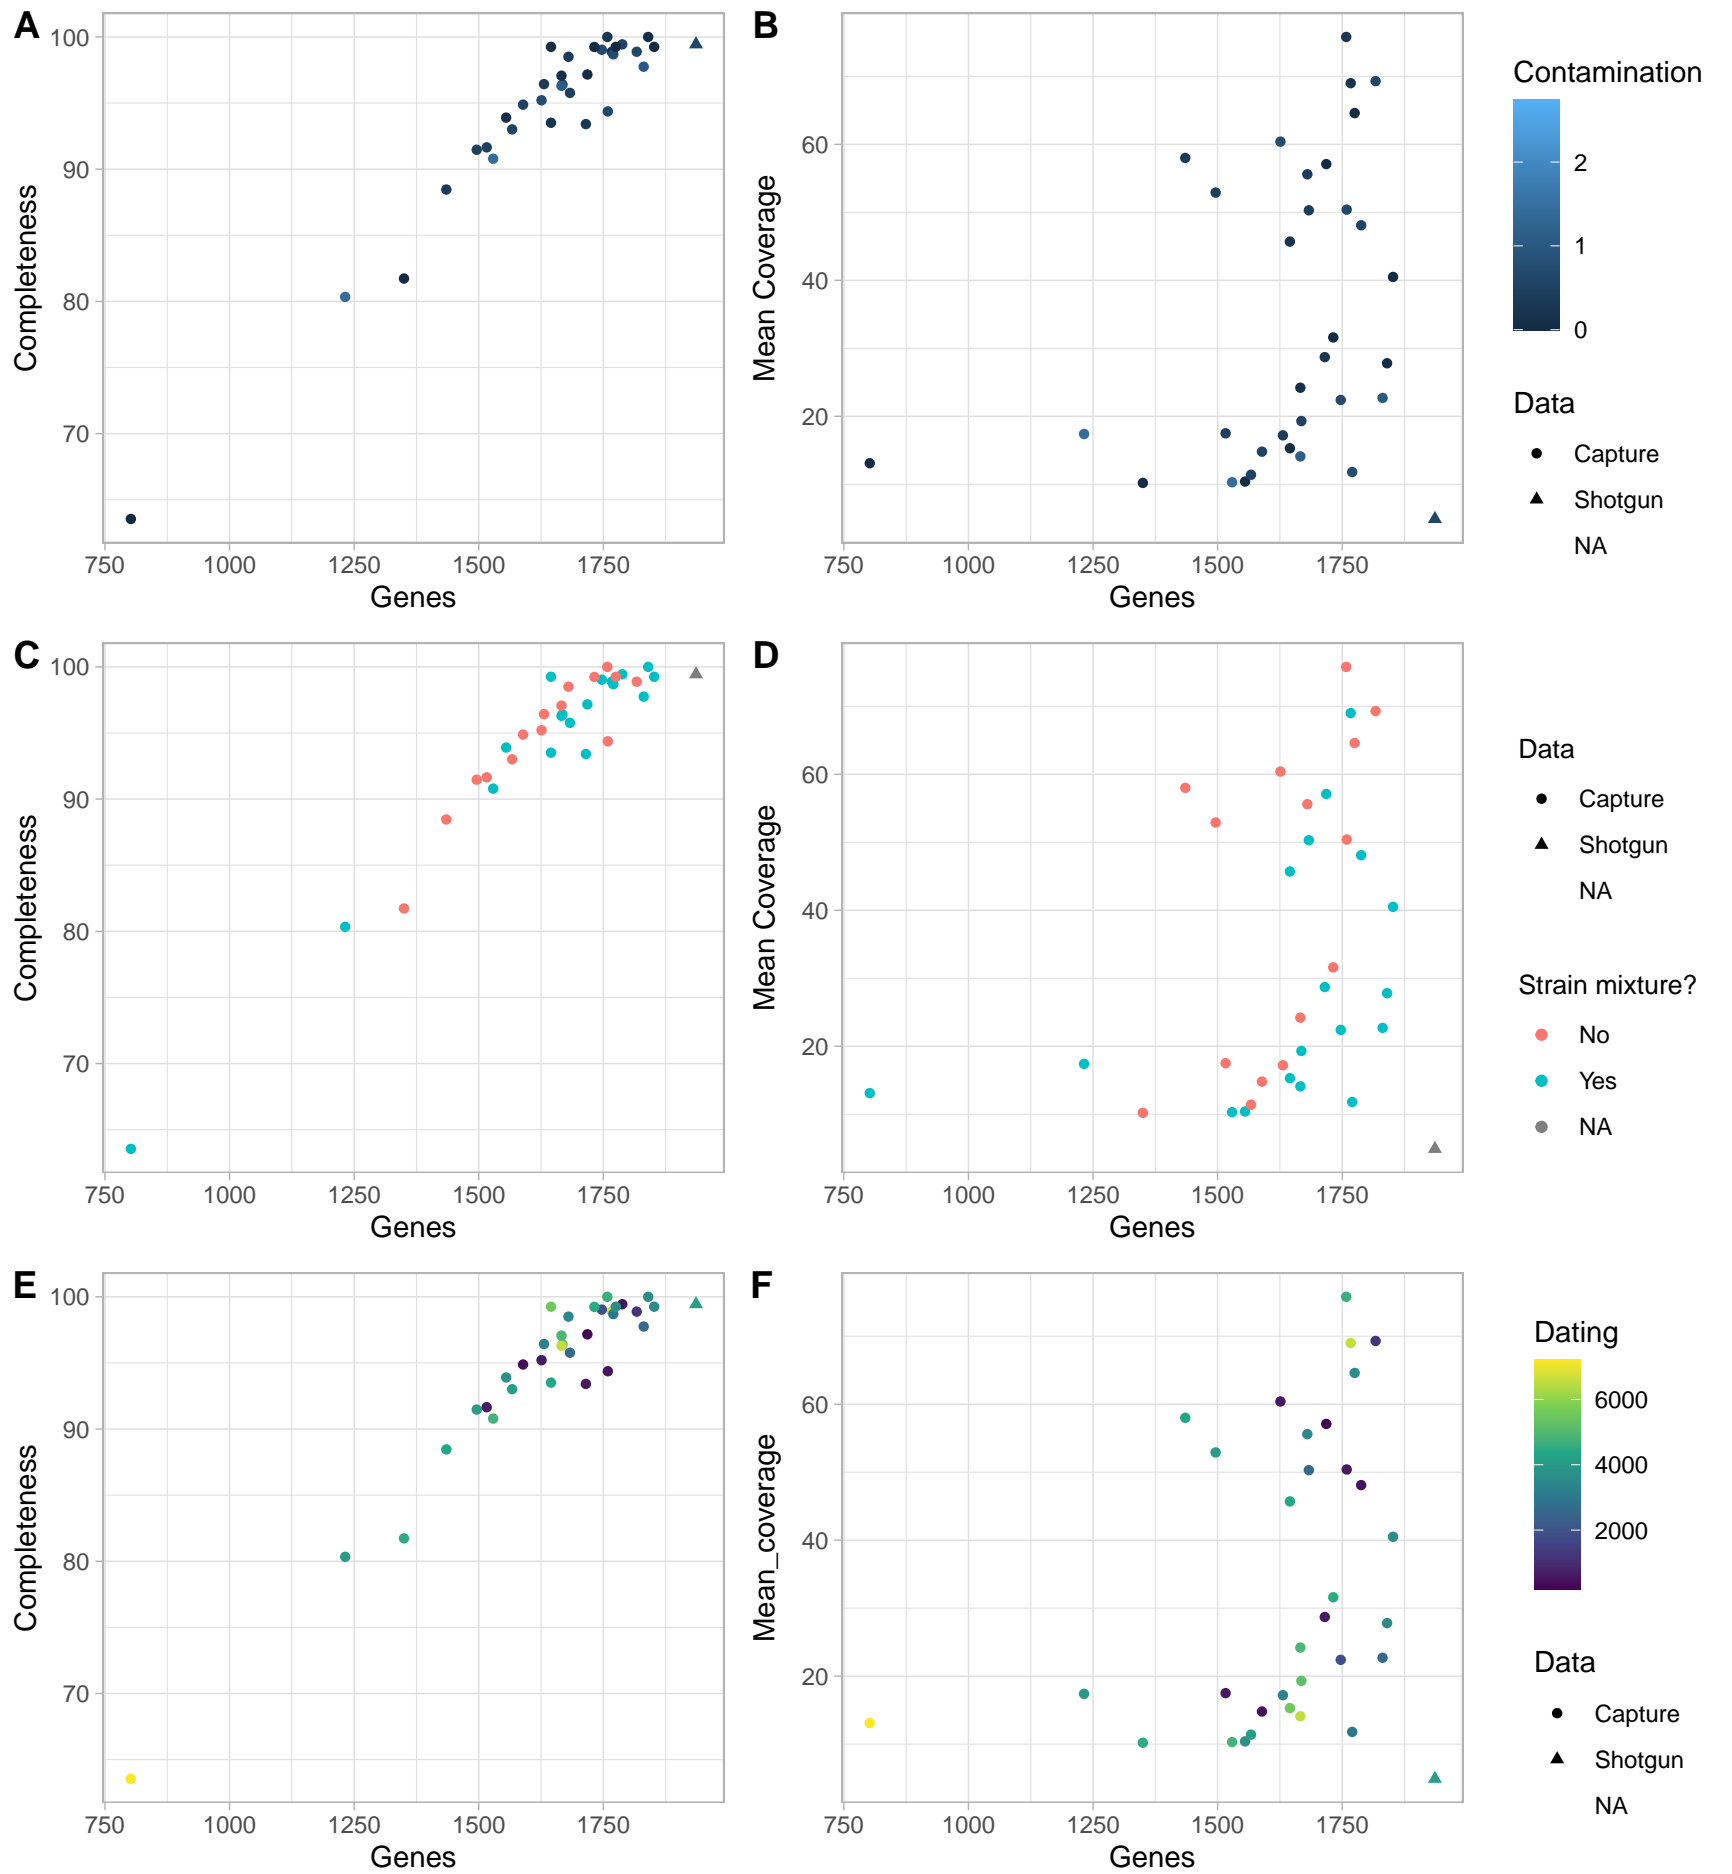 A
100
90
80
70
Completeness
750 1000 1250 1500 1750
Genes
B
60
40
20
Mean Coverage
750 1000 1250 1500 1750
Genes
Contamination
2
1
0
Data
Capture
Shotgun
NA
C
100
90
80
70
Completeness
750 1000 1250 1500 1750
Genes
D
60
40
20
Mean Coverage
750 1000 1250 1500 1750
Genes
Data
Capture
Shotgun
NA
Strain mixture?
No
Yes
NA
E
100
90
80
70
Completeness
750 1000 1250 1500 1750
Genes
F
60
40
20
Mean_coverage
750 1000 1250 1500 1750
Genes
Dating
6000
4000
2000
Data
Capture
Shotgun
NA